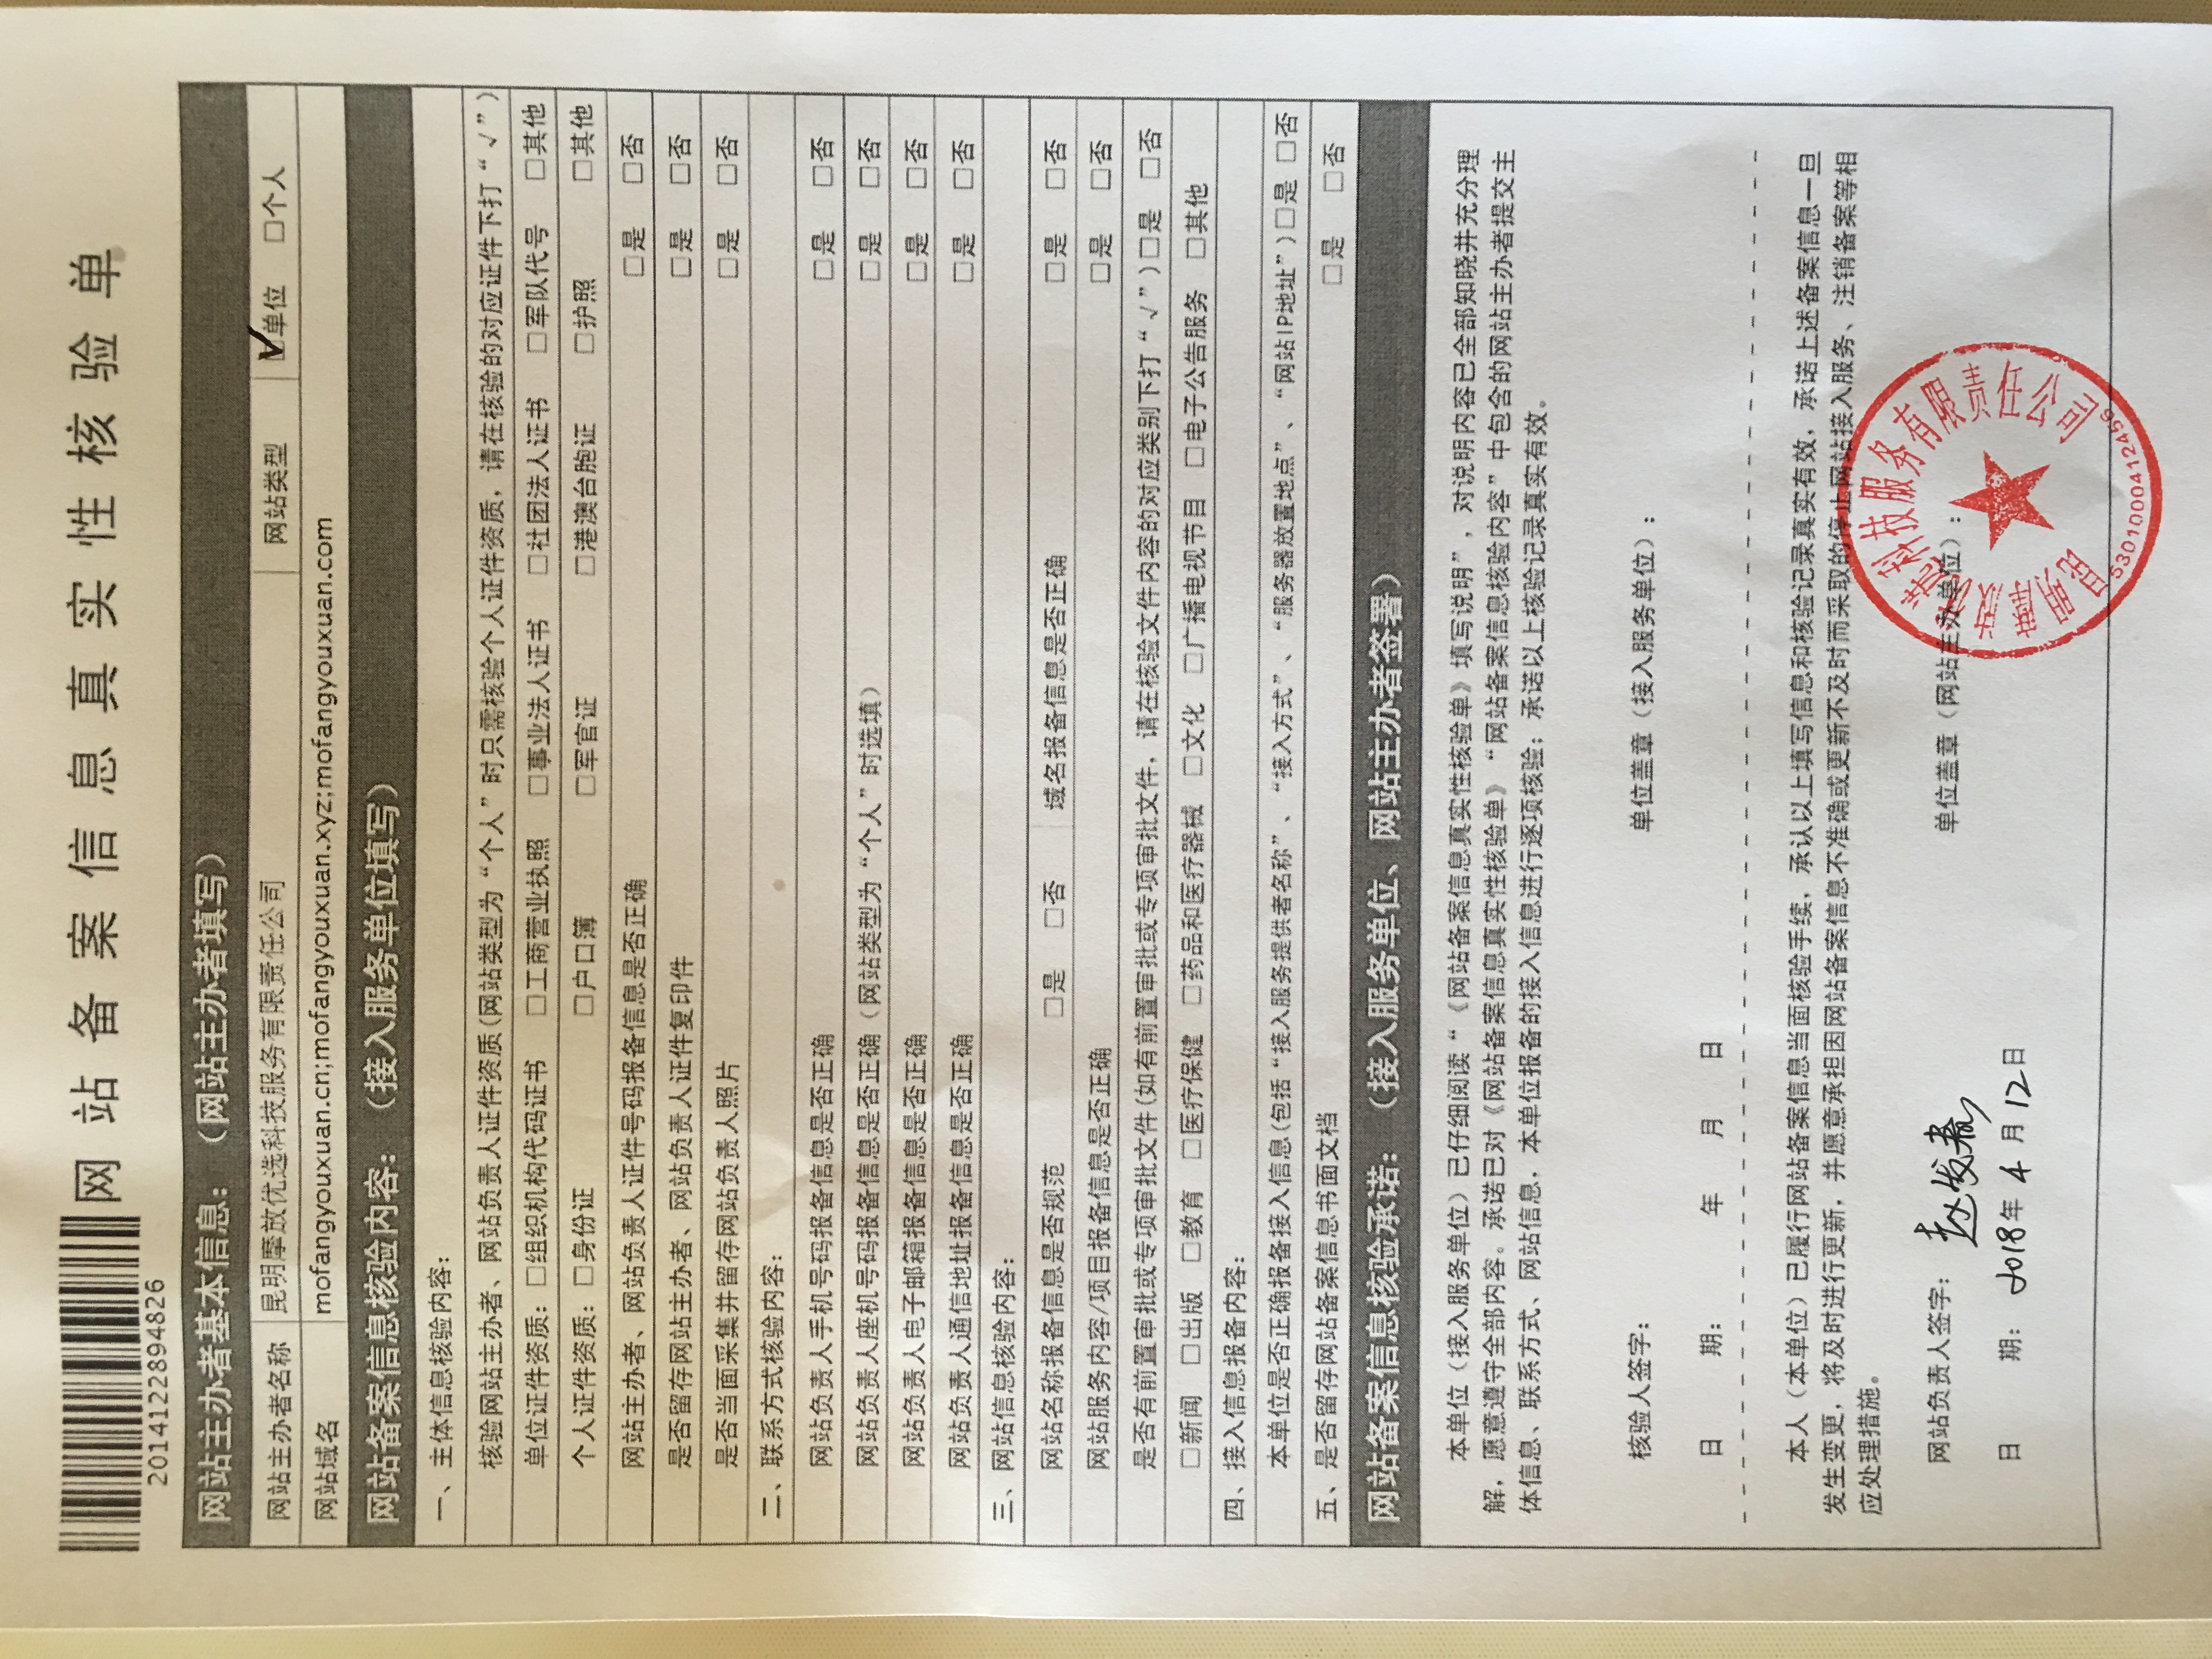 网站备案信息真实性核验单
2014122894826
网站主办者基本信息：（网站主办者填写）
网站主办者名称 昆明摩放优选科技服务有限责任公司 网站类型 ☑单位 □个人
网站域名 mofangyouxuan.cn;mofangyouxuan.xyz;mofangyouxuan.com
网站备案信息核验内容：（接入服务单位填写）
一、主体信息核验内容：
核验网站主办者、网站负责人证件资质(网站类型为“个人”时只需核验个人证件资质，请在核验的对应证件下打“√”)
单位证件资质：□组织机构代码证书 □工商营业执照 □事业法人证书 □社团法人证书 □军队代号 □其他
个人证件资质：□身份证 □户口簿 □军官证 □港澳台胞证 □护照 □其他
网站主办者、网站负责人证件号码报备信息是否正确 □是 □否
是否留存网站主办者、网站负责人证件复印件 □是 □否
是否当面采集并留存网站负责人照片 □是 □否
二、联系方式核验内容：
网站负责人手机号码报备信息是否正确 □是 □否
网站负责人座机号码报备信息是否正确（网站类型为“个人”时选填） □是 □否
网站负责人电子邮箱报备信息是否正确 □是 □否
网站负责人通信地址报备信息是否正确 □是 □否
三、网站信息核验内容：
网站名称报备信息是否规范 □是 □否 域名报备信息是否正确 □是 □否
网站服务内容/项目报备信息是否正确 □是 □否
是否有前置审批或专项审批文件(如有前置审批或专项审批文件，请在核验文件内容的对应类别下打“√”)□是 □否
□新闻 □出版 □教育 □医疗保健 □药品和医疗器械 □文化 □广播电视节目 □电子公告服务 □其他
四、接入信息报备内容：
本单位是否正确报备接入信息(包括“接入服务提供者名称”、“接入方式”、“服务器放置地点”、“网站IP地址”)□是 □否
五、是否留存网站备案信息书面文档 □是 □否
网站备案信息核验承诺：（接入服务单位、网站主办者签署）
本单位（接入服务单位）已仔细阅读“《网站备案信息真实性核验单》填写说明”，对说明内容已全部知晓并充分理
解，愿意遵守全部内容。承诺已对《网站备案信息真实性核验单》“网站备案信息核验内容”中包含的网站主办者提交主
体信息、联系方式、网站信息，本单位报备的接入信息进行逐项核验；承诺以上核验记录真实有效。
核验人签字： 单位盖章（接入服务单位）：
日 期： 年 月 日
本人（本单位）已履行网站备案信息当面核验手续，承认以上填写信息和核验记录真实有效，承诺上述备案信息一旦
发生变更，将及时进行更新，并愿意承担因网站备案信息不准确或更新不及时而采取的停止网站接入服务、注销备案等相
应处理措施。
网站负责人签字：赵发春 单位盖章（网站主办单位）：
日 期：2018年4月12日
昆明摩放优选科技服务有限责任公司
5301000412456